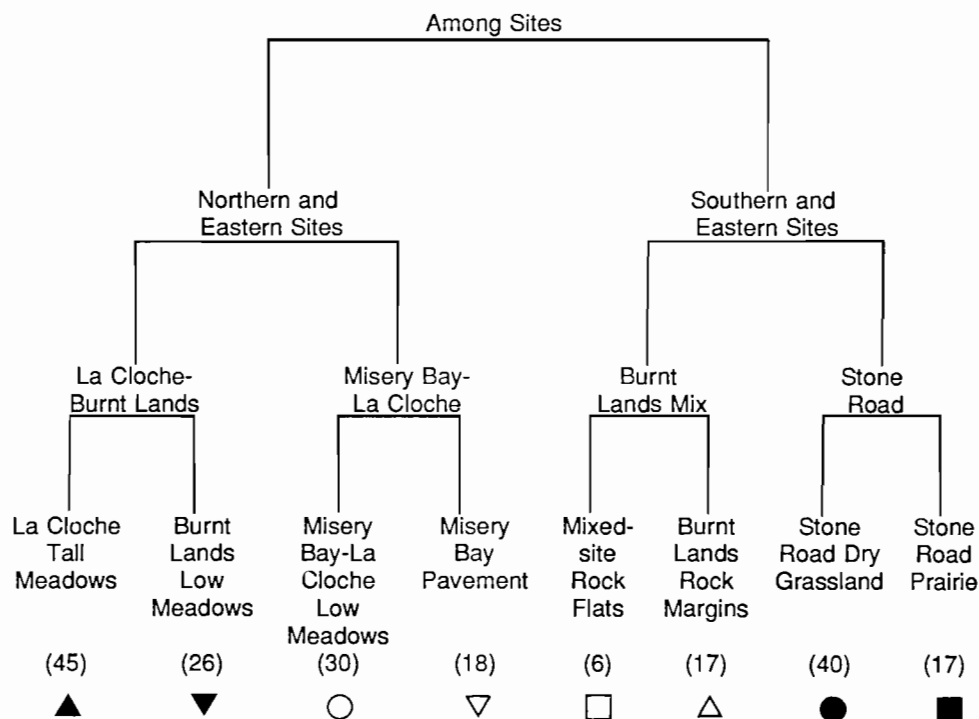 Among Sites
Northern and
Eastern Sites
Southern and
Eastern Sites
La Cloche-
Burnt Lands
Misery Bay-
La Cloche
Burnt
Lands Mix
Stone
Road
La Cloche
Tall
Meadows
Burnt
Lands
Low
Meadows
Misery
Bay-La
Cloche
Low
Meadows
Misery
Bay
Pavement
Mixed-
site
Rock
Flats
Burnt
Lands
Rock
Margins
Stone
Road Dry
Grassland
Stone
Road
Prairie
(45)
(26)
(30)
(18)
(6)
(17)
(40)
(17)